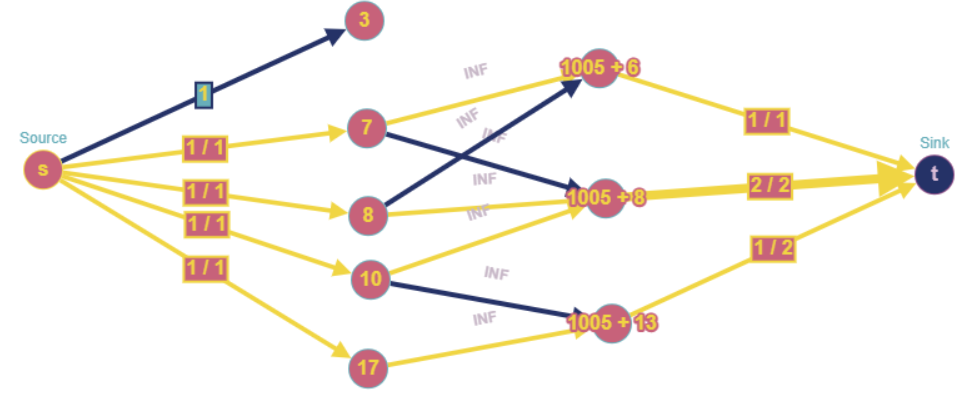 3
INF
1005 + 6
1
INF
1 / 1
7
INF
Source
1 / 1
Sink
s
INF
t
1 / 1
2 / 2
1005 + 8
8
INF
1 / 1
1 / 2
1 / 1
10
INF
1005 + 13
INF
17